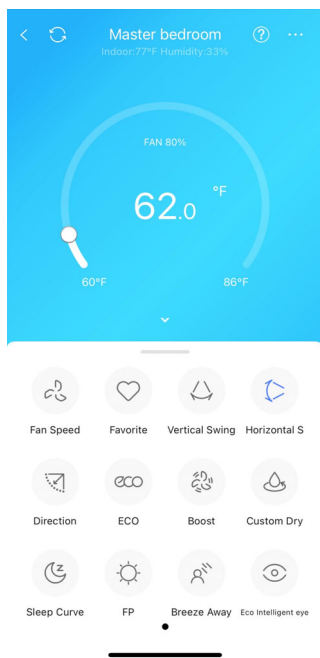 Master bedroom
Indoor:77°F Humidity:33%
?
FAN 80%
62.0 °F
60°F 86°F
Fan Speed Favorite Vertical Swing Horizontal S
eco
Direction ECO Boost Custom Dry
z
Sleep Curve FP Breeze Away Eco Intelligent eye